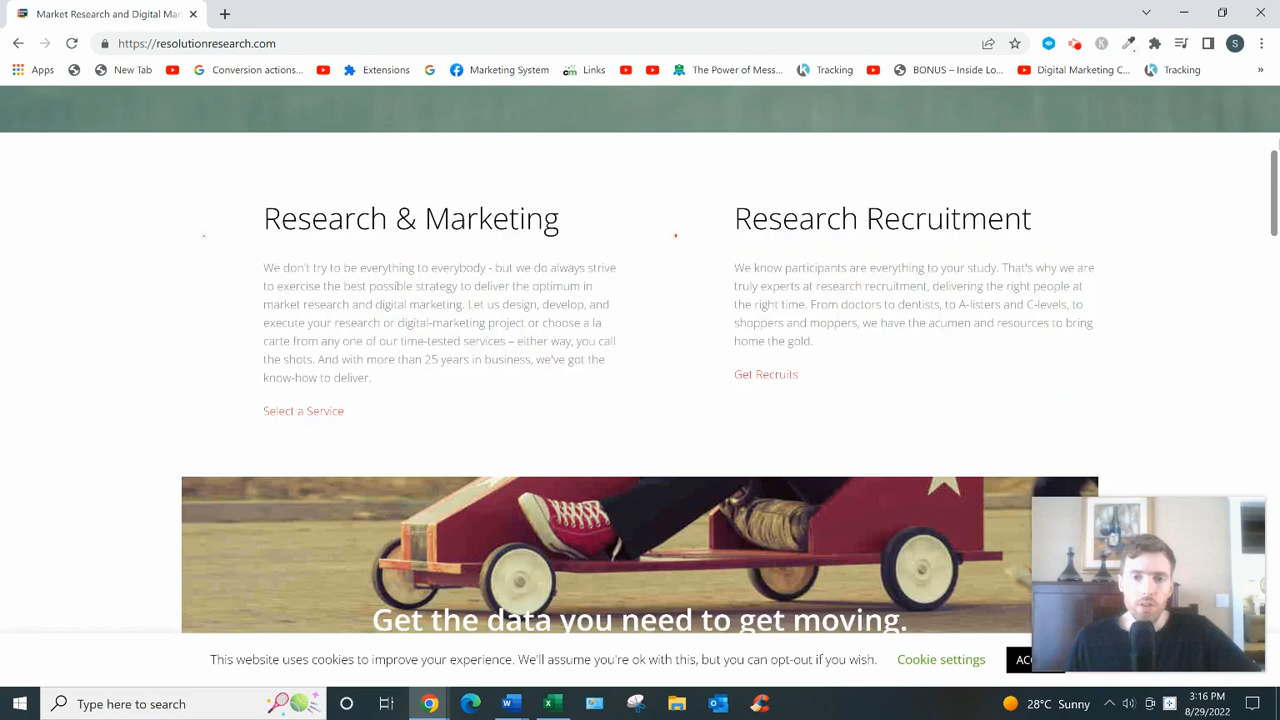 Market Research and Digital Mar
https://resolutionresearch.com
Apps
New Tab
Conversion actions...
Extensions
Marketing System
Links
The Power of Mess...
Tracking
BONUS – Inside Lo...
Digital Marketing C...
Tracking
»
Research & Marketing
We don't try to be everything to everybody - but we do always strive
to exercise the best possible strategy to deliver the optimum in
market research and digital marketing. Let us design, develop, and
execute your research or digital-marketing project or choose a la
carte from any one of our time-tested services – either way, you call
the shots. And with more than 25 years in business, we've got the
know-how to deliver.
Select a Service
Research Recruitment
We know participants are everything to your study. That's why we are
truly experts at research recruitment, delivering the right people at
the right time. From doctors to dentists, to A-listers and C-levels, to
shoppers and moppers, we have the acumen and resources to bring
home the gold.
Get Recruits
Get the data you need to get moving.
This website uses cookies to improve your experience. We'll assume you're ok with this, but you can opt-out if you wish.
Cookie settings
AC
Type here to search
28°C Sunny
3:16 PM
8/29/2022